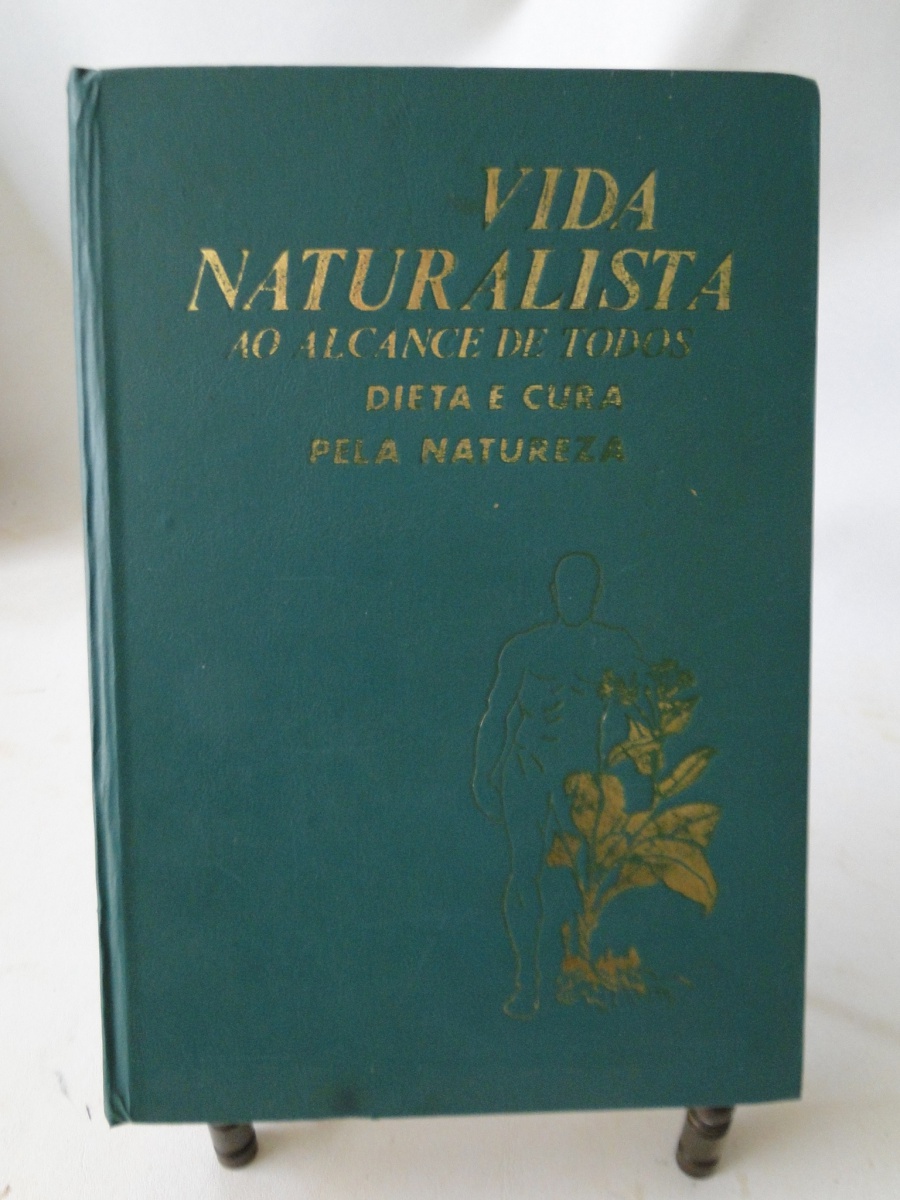 VIDA
NATURALISTA
AO ALCANCE DE TODOS
DIETA E CURA
PELA NATUREZA